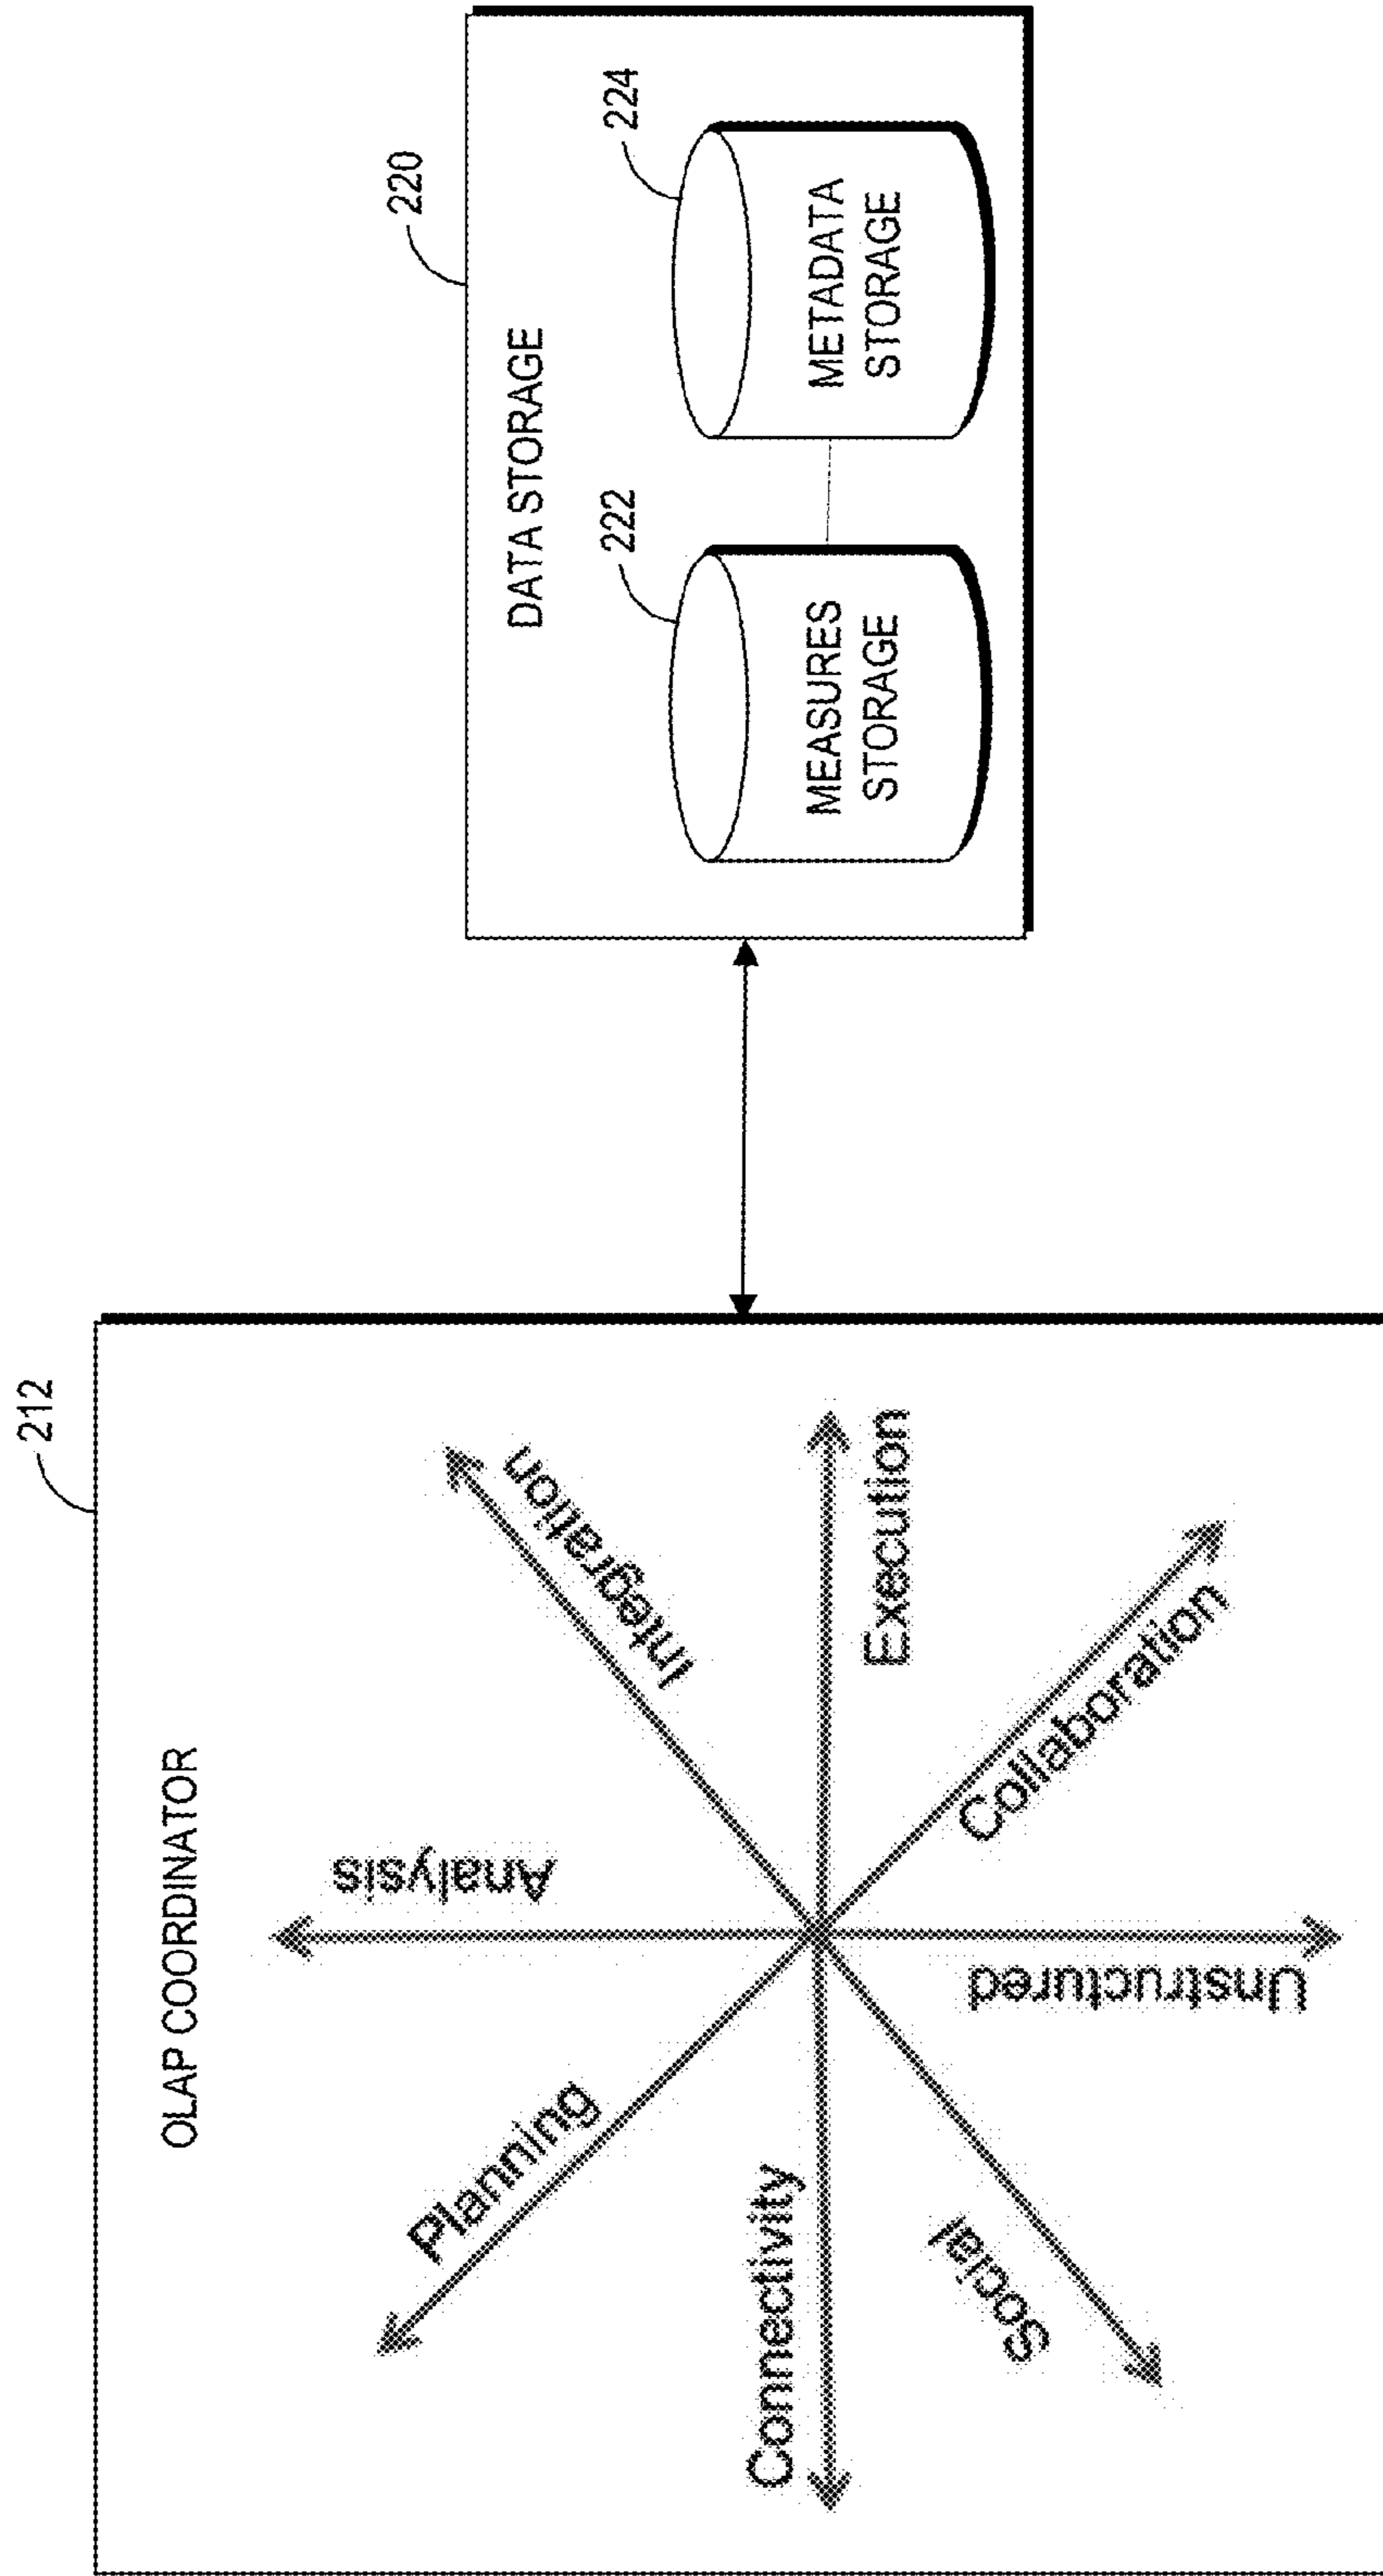 212
OLAP COORDINATOR
Planning
Analysis
Integration
Connectivity
Execution
Social
Unstructured
Collaboration
220
DATA STORAGE
222
224
MEASURES
STORAGE
METADATA
STORAGE